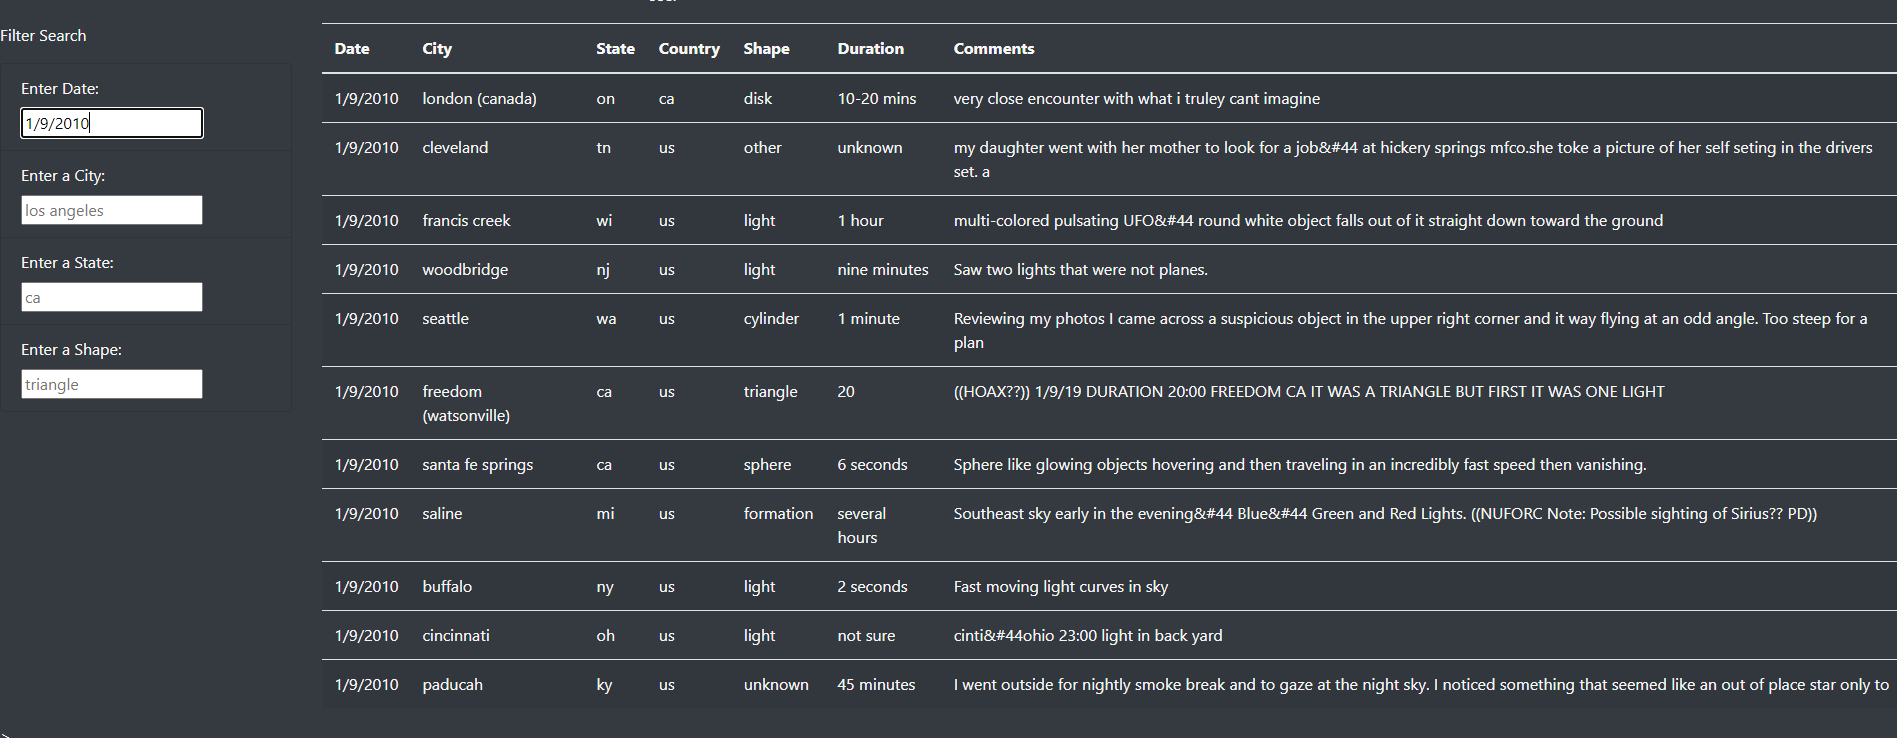 Filter Search
Enter Date:
1/9/2010
Enter a City:
los angeles
Enter a State:
ca
Enter a Shape:
triangle
Date City State Country Shape Duration Comments
1/9/2010 london (canada) on ca disk 10-20 mins very close encounter with what i truley cant imagine
1/9/2010 cleveland tn us other unknown my daughter went with her mother to look for a job&#44 at hickery springs mfco.she toke a picture of her self seting in the drivers
set. a
1/9/2010 francis creek wi us light 1 hour multi-colored pulsating UFO&#44 round white object falls out of it straight down toward the ground
1/9/2010 woodbridge nj us light nine minutes Saw two lights that were not planes.
1/9/2010 seattle wa us cylinder 1 minute Reviewing my photos I came across a suspicious object in the upper right corner and it way flying at an odd angle. Too steep for a
plan
1/9/2010 freedom ca us triangle 20 ((HOAX??)) 1/9/19 DURATION 20:00 FREEDOM CA IT WAS A TRIANGLE BUT FIRST IT WAS ONE LIGHT
(watsonville)
1/9/2010 santa fe springs ca us sphere 6 seconds Sphere like glowing objects hovering and then traveling in an incredibly fast speed then vanishing.
1/9/2010 saline mi us formation several Southeast sky early in the evening&#44 Blue&#44 Green and Red Lights. ((NUFORC Note: Possible sighting of Sirius?? PD))
hours
1/9/2010 buffalo ny us light 2 seconds Fast moving light curves in sky
1/9/2010 cincinnati oh us light not sure cinti&#44ohio 23:00 light in back yard
1/9/2010 paducah ky us unknown 45 minutes I went outside for nightly smoke break and to gaze at the night sky. I noticed something that seemed like an out of place star only to